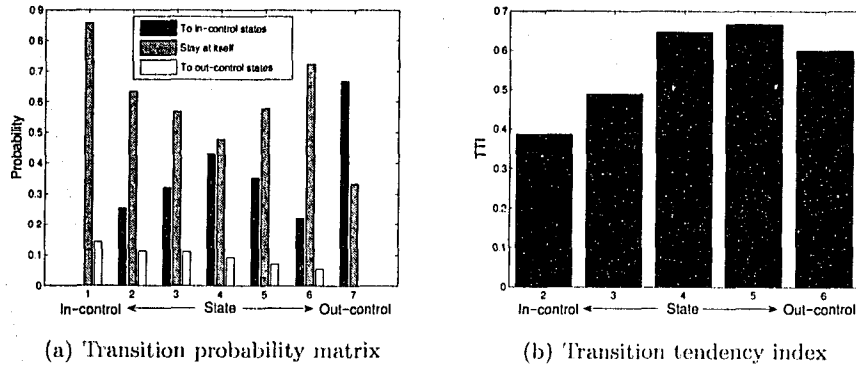 0.9
0.8
0.7
0.6
0.5
0.4
0.3
0.2
0.1
0
Probability
To in-control states
Stay at itself
To out-control states
1 2 3 4 5 6 7
In-control State Out-control
(a) Transition probability matrix
0.7
0.6
0.5
0.4
0.3
0.2
0.1
0
TTI
2 3 4 5 6
In-control State Out-control
(b) Transition tendency index